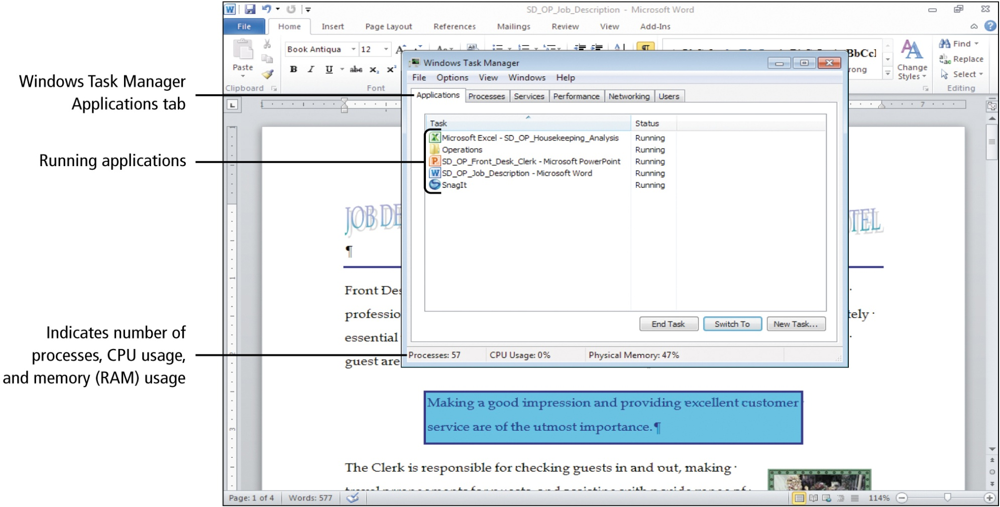 SD_OP_Job_Description - Microsoft Word
File Home Insert Page Layout References Mailings Review View Add-Ins
Book Antiqua 12
Paste
B I U abe X₂ X²
Clipboard
Font
BbCcl
rong
Change
Styles
Find
Replace
Select
Editing
Windows Task Manager
Applications tab
Running applications
Indicates number of
processes, CPU usage,
and memory (RAM) usage
Windows Task Manager
File Options View Windows Help
Applications Processes Services Performance Networking Users
Task Status
Microsoft Excel - SD_OP_Housekeeping_Analysis Running
Operations Running
SD_OP_Front_Desk_Clerk - Microsoft PowerPoint Running
SD_OP_Job_Description - Microsoft Word Running
SnagIt Running
End Task Switch To New Task...
Processes: 57 CPU Usage: 0% Physical Memory: 47%
7
JOB DE
TEL
¶
Front Des
professio
tely
essential
guest are
Making a good impression and providing excellent customer
service are of the utmost importance.¶
The Clerk is responsible for checking guests in and out, making
Page: 1 of 4 Words: 577 114%